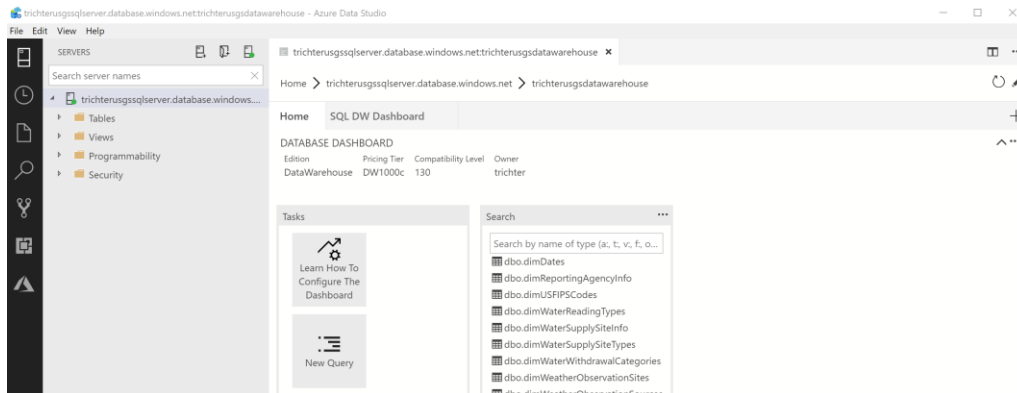 trichterusgssqlserver.database.windows.net:trichterusgsdatawarehouse - Azure Data Studio
File Edit View Help
SERVERS
Search server names
trichterusgssqlserver.database.windows....
Tables
Views
Programmability
Security
trichterusgssqlserver.database.windows.net:trichterusgsdatawarehouse
Home trichterusgssqlserver.database.windows.net trichterusgsdatawarehouse
Home SQL DW Dashboard
DATABASE DASHBOARD
Edition Pricing Tier Compatibility Level Owner
DataWarehouse DW1000c 130 trichter
Tasks
Learn How To
Configure The
Dashboard
New Query
Search
Search by name of type (a:, t:, v:, f:, o...
dbo.dimDates
dbo.dimReportingAgencyInfo
dbo.dimUSFIPSCodes
dbo.dimWaterReadingTypes
dbo.dimWaterSupplySiteInfo
dbo.dimWaterSupplySiteTypes
dbo.dimWaterWithdrawalCategories
dbo.dimWeatherObservationSites
dbo.dimWeatherObservationSources